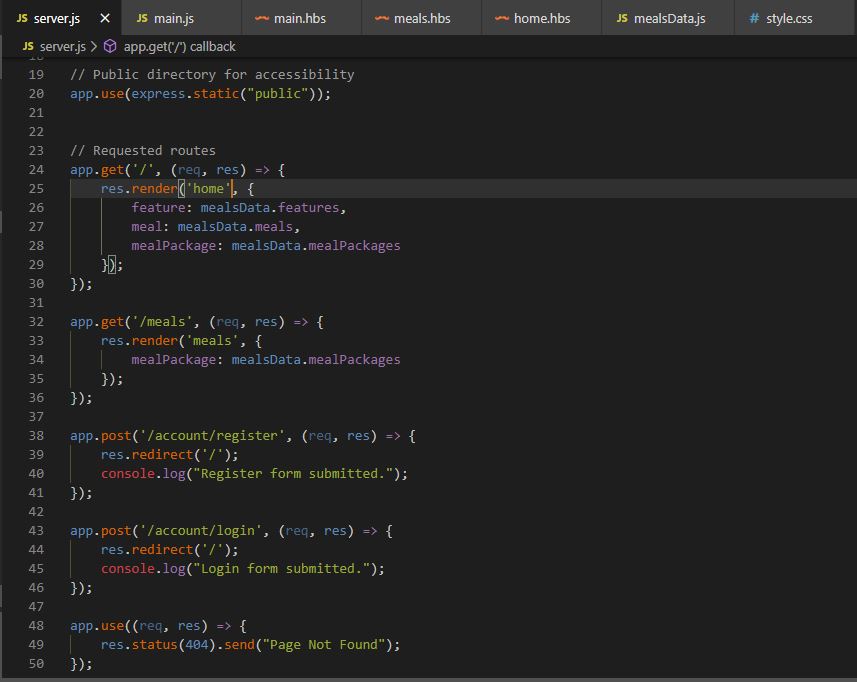 JS server.js × JS main.js main.hbs meals.hbs home.hbs JS mealsData.js # style.css
JS server.js > app.get('/') callback
18
19 // Public directory for accessibility
20 app.use(express.static("public"));
21
22
23 // Requested routes
24 app.get('/', (req, res) => {
25     res.render('home', {
26         feature: mealsData.features,
27         meal: mealsData.meals,
28         mealPackage: mealsData.mealPackages
29     });
30 });
31
32 app.get('/meals', (req, res) => {
33     res.render('meals', {
34         mealPackage: mealsData.mealPackages
35     });
36 });
37
38 app.post('/account/register', (req, res) => {
39     res.redirect('/');
40     console.log("Register form submitted.");
41 });
42
43 app.post('/account/login', (req, res) => {
44     res.redirect('/');
45     console.log("Login form submitted.");
46 });
47
48 app.use((req, res) => {
49     res.status(404).send("Page Not Found");
50 });